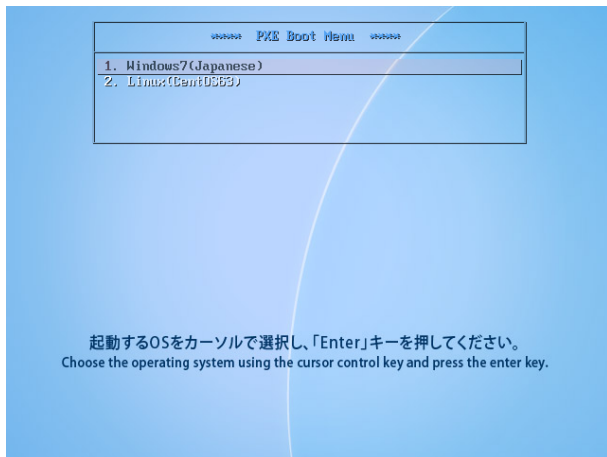 **** PXE Boot Menu ****
1. Windows7(Japanese)
2. Linux(CentOS63)
起動するOSをカーソルで選択し、「Enter」キーを押してください。
Choose the operating system using the cursor control key and press the enter key.